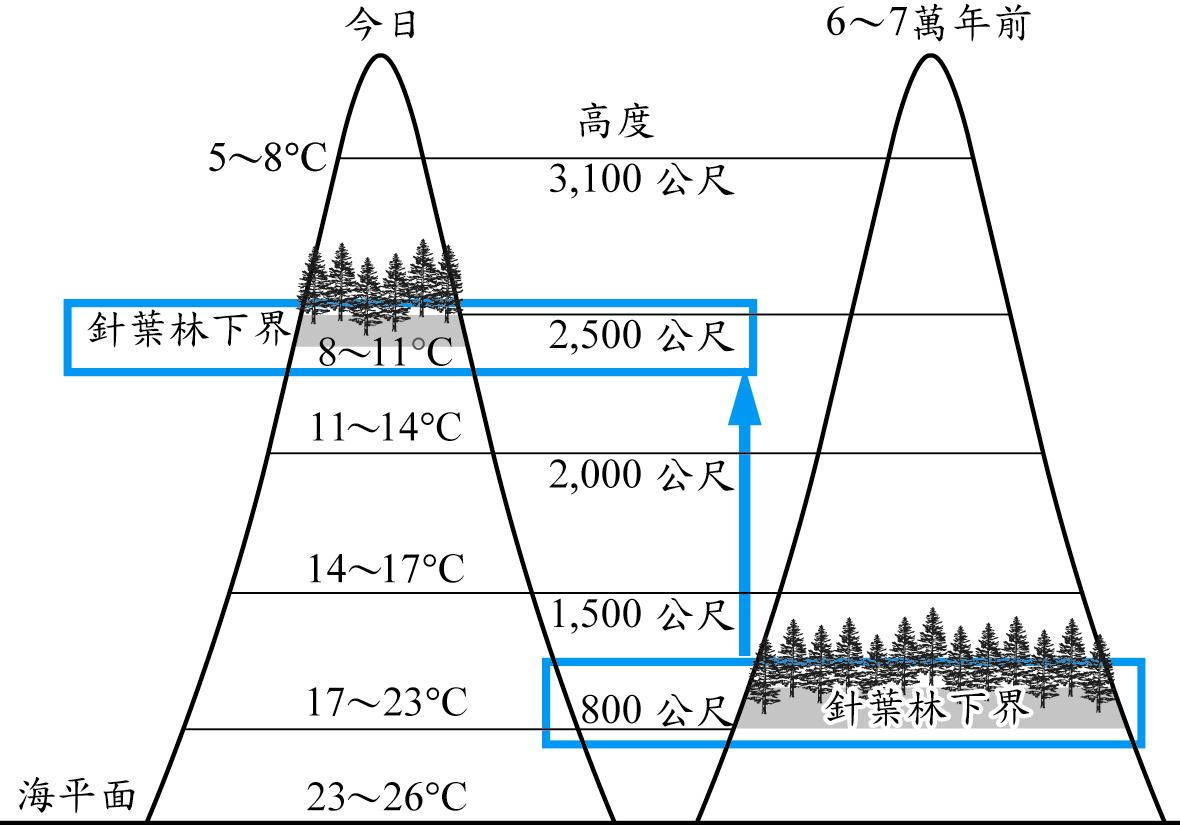 今日
6～7萬年前
高度
5～8°C
3,100 公尺
針葉林下界
8～11°C
2,500 公尺
11～14°C
2,000 公尺
14～17°C
1,500 公尺
17～23°C
800 公尺
針葉林下界
海平面
23～26°C